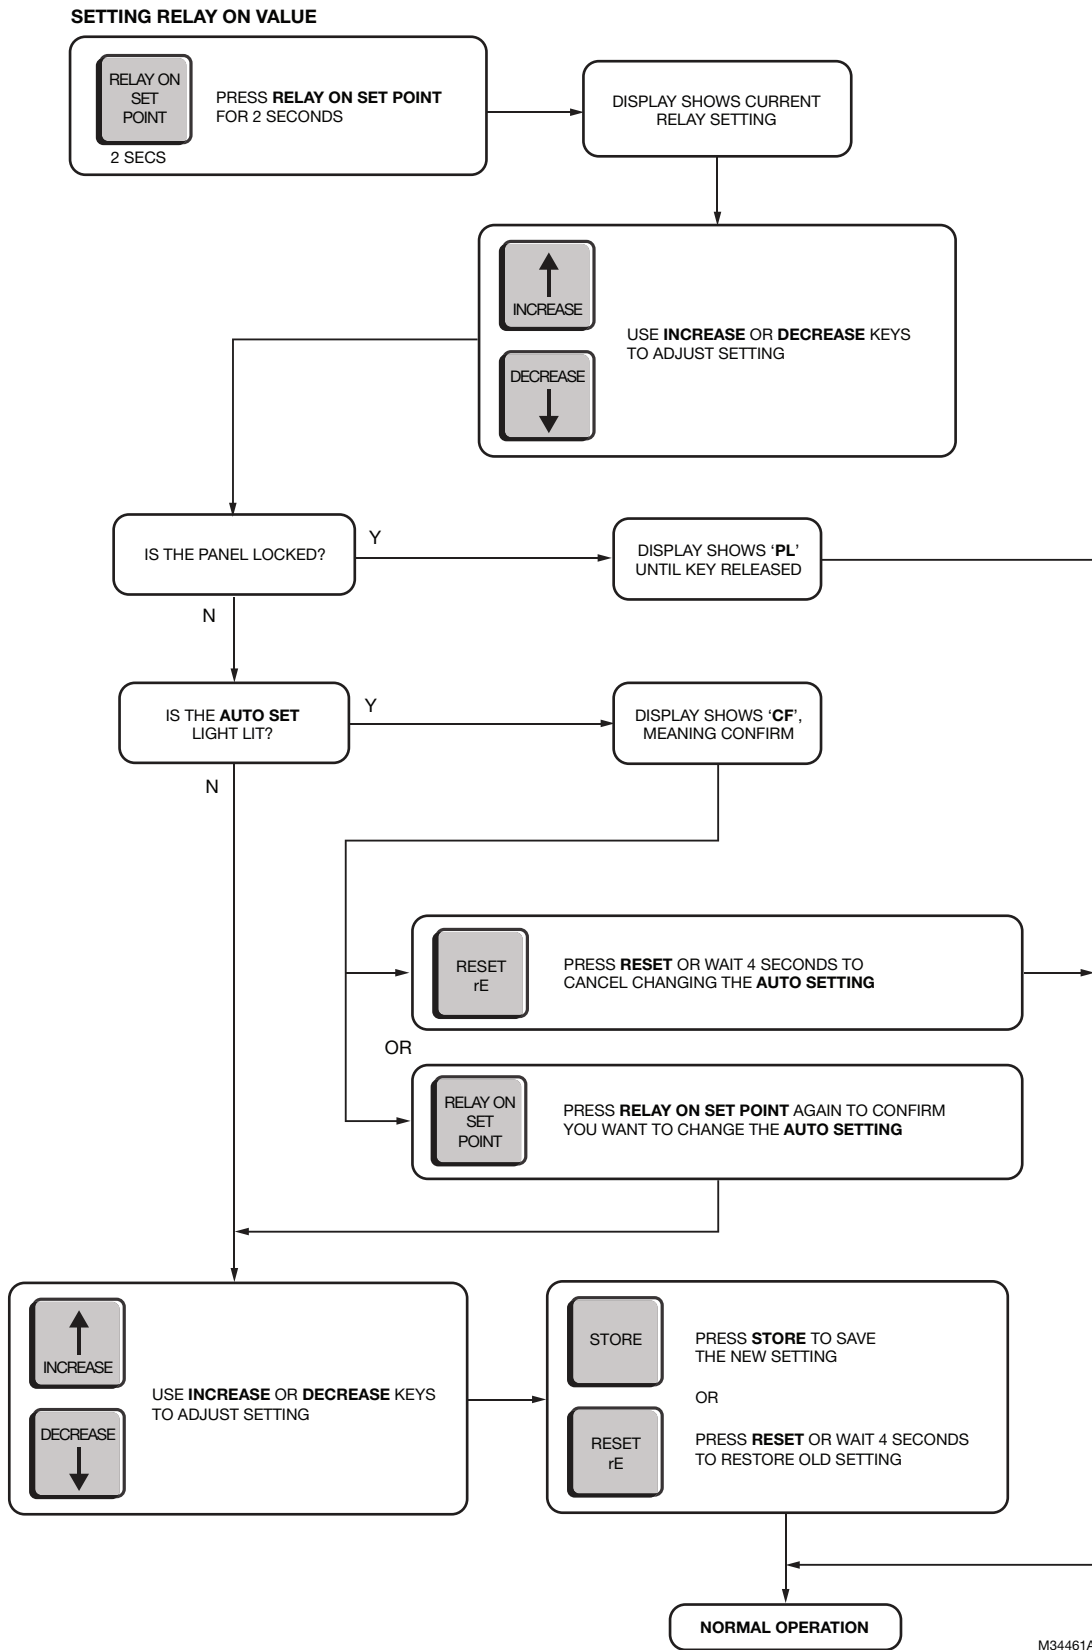 SETTING RELAY ON VALUE
RELAY ON
SET
POINT
2 SECS
PRESS RELAY ON SET POINT
FOR 2 SECONDS
DISPLAY SHOWS CURRENT
RELAY SETTING
INCREASE
DECREASE
USE INCREASE OR DECREASE KEYS
TO ADJUST SETTING
IS THE PANEL LOCKED?
Y
DISPLAY SHOWS ‘PL’
UNTIL KEY RELEASED
N
IS THE AUTO SET
LIGHT LIT?
Y
DISPLAY SHOWS ‘CF’,
MEANING CONFIRM
N
RESET
rE
PRESS RESET OR WAIT 4 SECONDS TO
CANCEL CHANGING THE AUTO SETTING
OR
RELAY ON
SET
POINT
PRESS RELAY ON SET POINT AGAIN TO CONFIRM
YOU WANT TO CHANGE THE AUTO SETTING
INCREASE
DECREASE
USE INCREASE OR DECREASE KEYS
TO ADJUST SETTING
STORE
PRESS STORE TO SAVE
THE NEW SETTING
OR
RESET
rE
PRESS RESET OR WAIT 4 SECONDS
TO RESTORE OLD SETTING
NORMAL OPERATION
M34461A